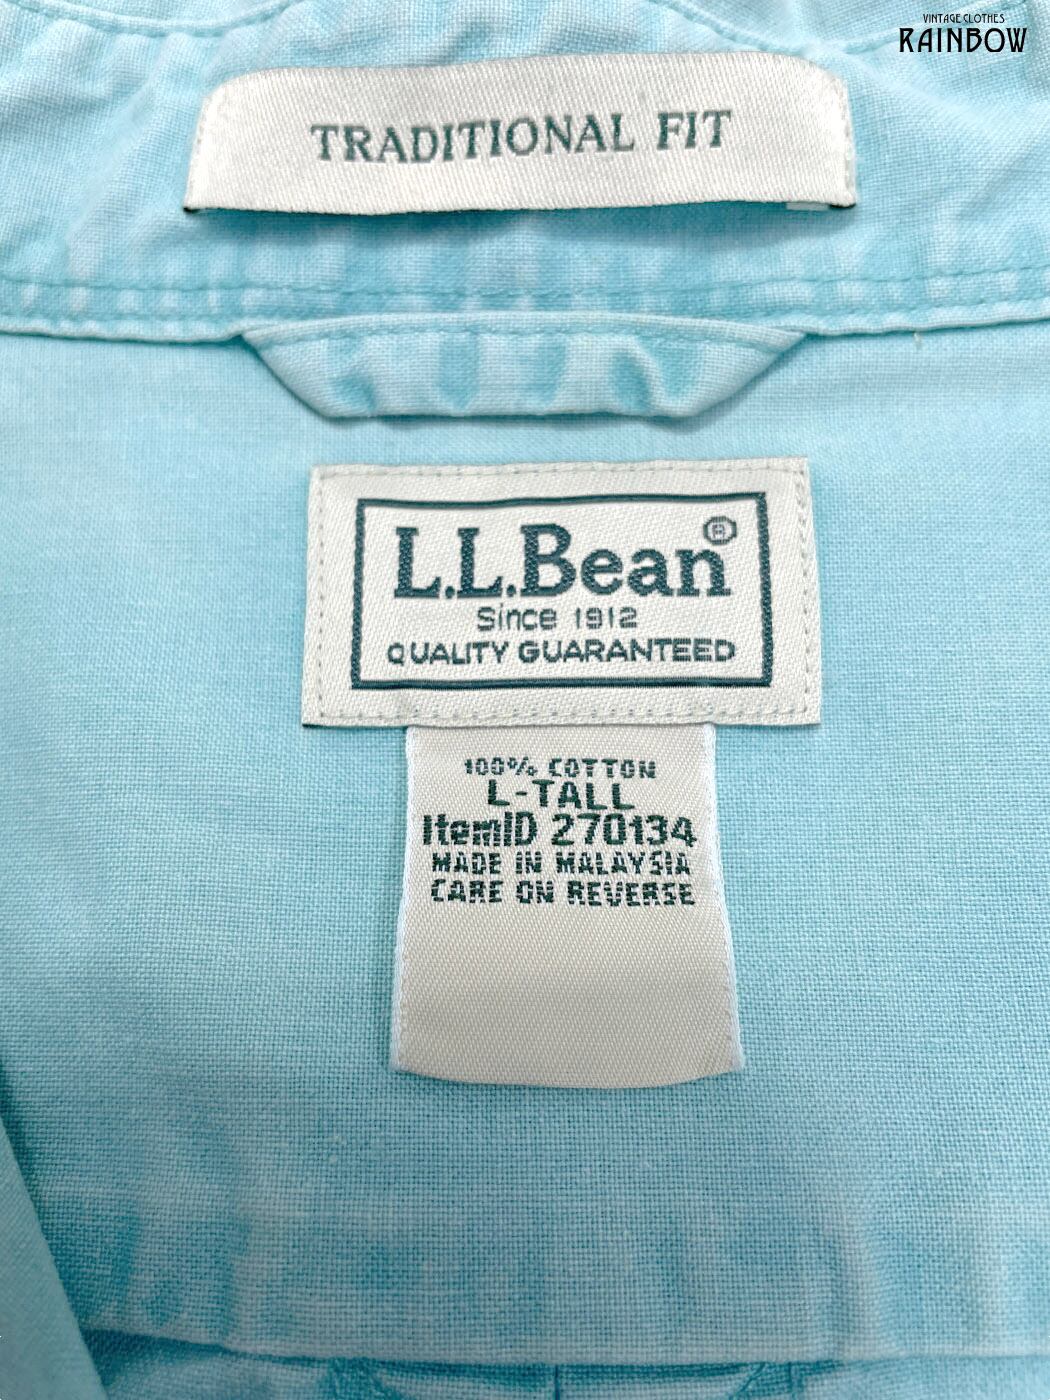 VINTAGE CLOTHES
RAINBOW
TRADITIONAL FIT
L.L.Bean®
Since 1912
QUALITY GUARANTEED
100% COTTON
L-TALL
ItemID 270134
MADE IN MALAYSIA
CARE ON REVERSE